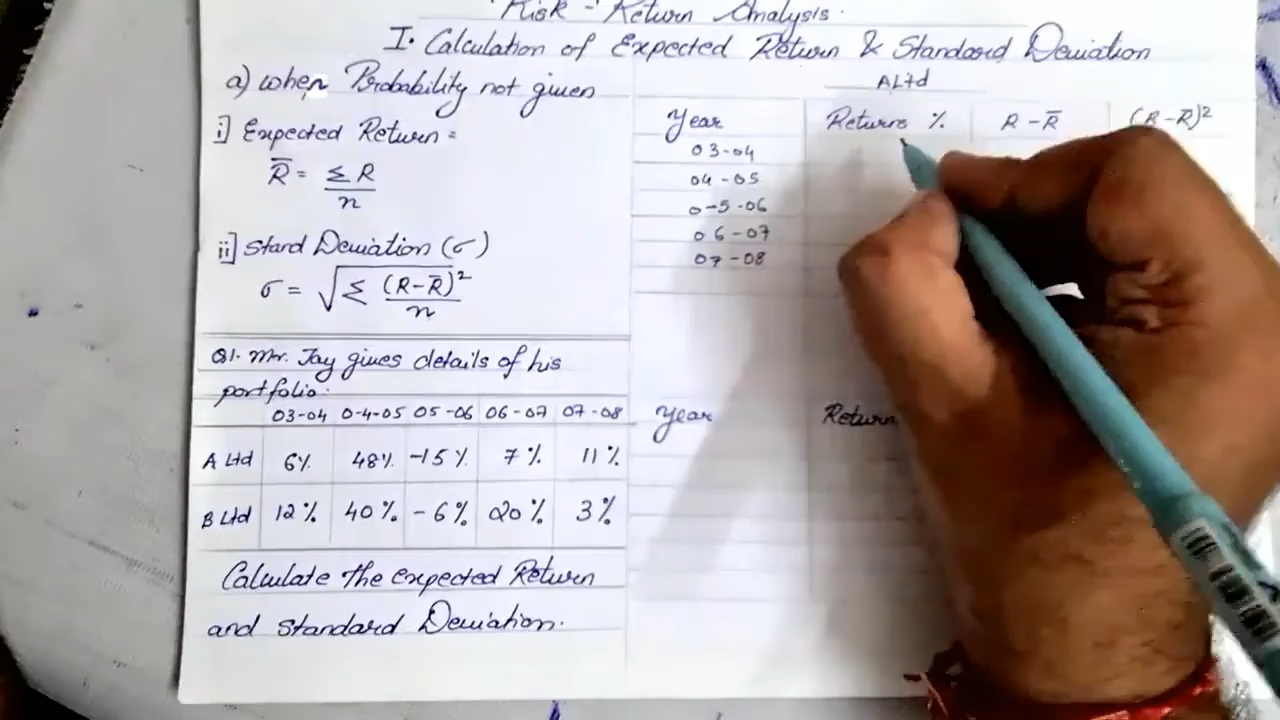 Risk - Return Analysis.
I. Calculation of Expected Return & Standard Deviation
a) when Probability not given
i] Expected Return =
R̅ = Σ R
n
ii] Stard Deviation (σ)
σ = √Σ (R-R̅)²
n
Q1. Mr. Jay gives details of his
portfolio:
03-04 0-4-05 05-06 06-07 07-08
A Ltd 6% 48% -15% 7% 11%
B Ltd 12% 40% -6% 20% 3%
Calculate the expected Return
and standard Deviation.
A Ltd
Year Returns % R - R̅ (R-R̅)²
03-04
04-05
0-5-06
06-07
07-08
Year Return